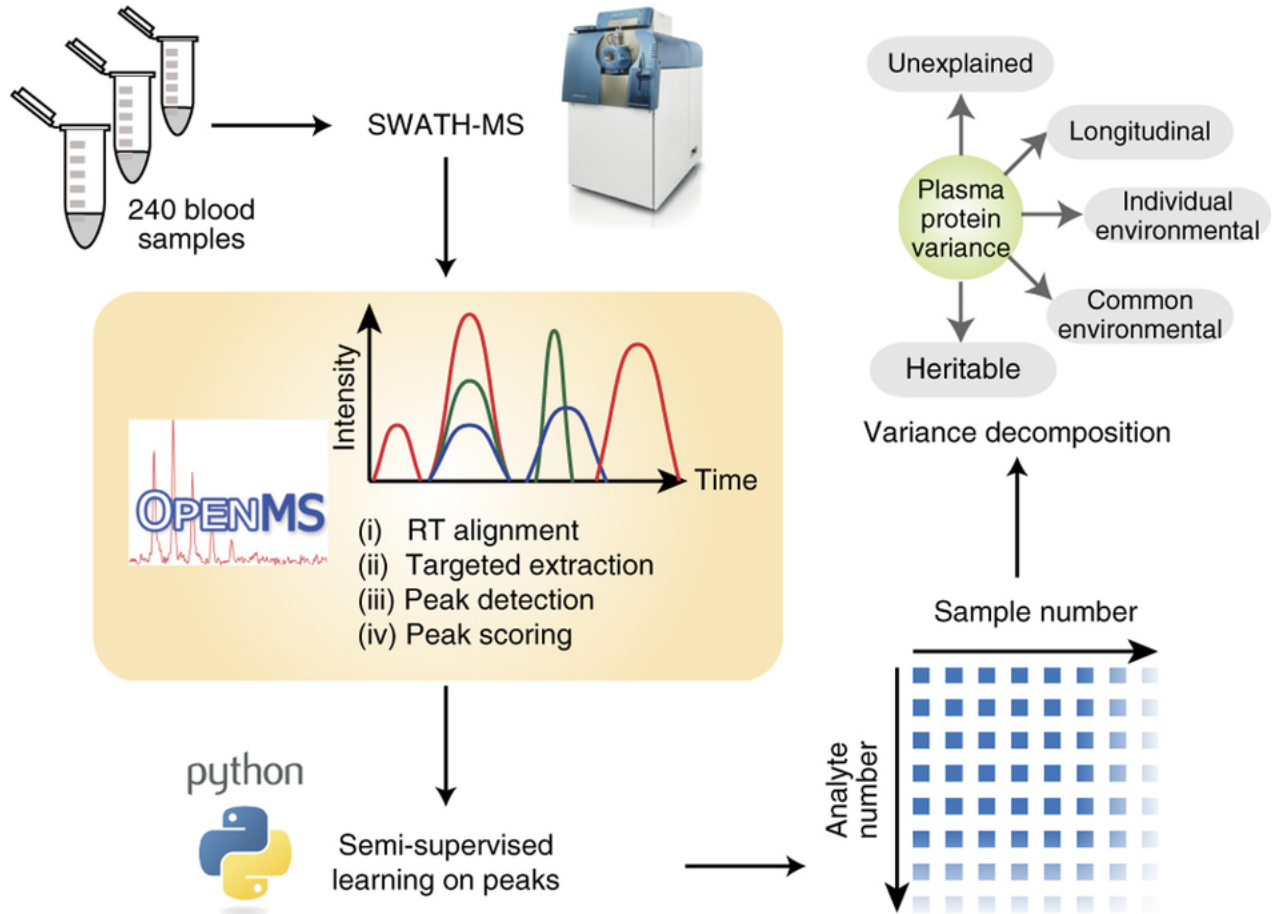 240 blood
samples
SWATH-MS
Intensity
Time
OPENMS
(i) RT alignment
(ii) Targeted extraction
(iii) Peak detection
(iv) Peak scoring
python
Semi-supervised
learning on peaks
Analyte
number
Sample number
Variance decomposition
Plasma
protein
variance
Unexplained
Longitudinal
Individual
environmental
Common
environmental
Heritable